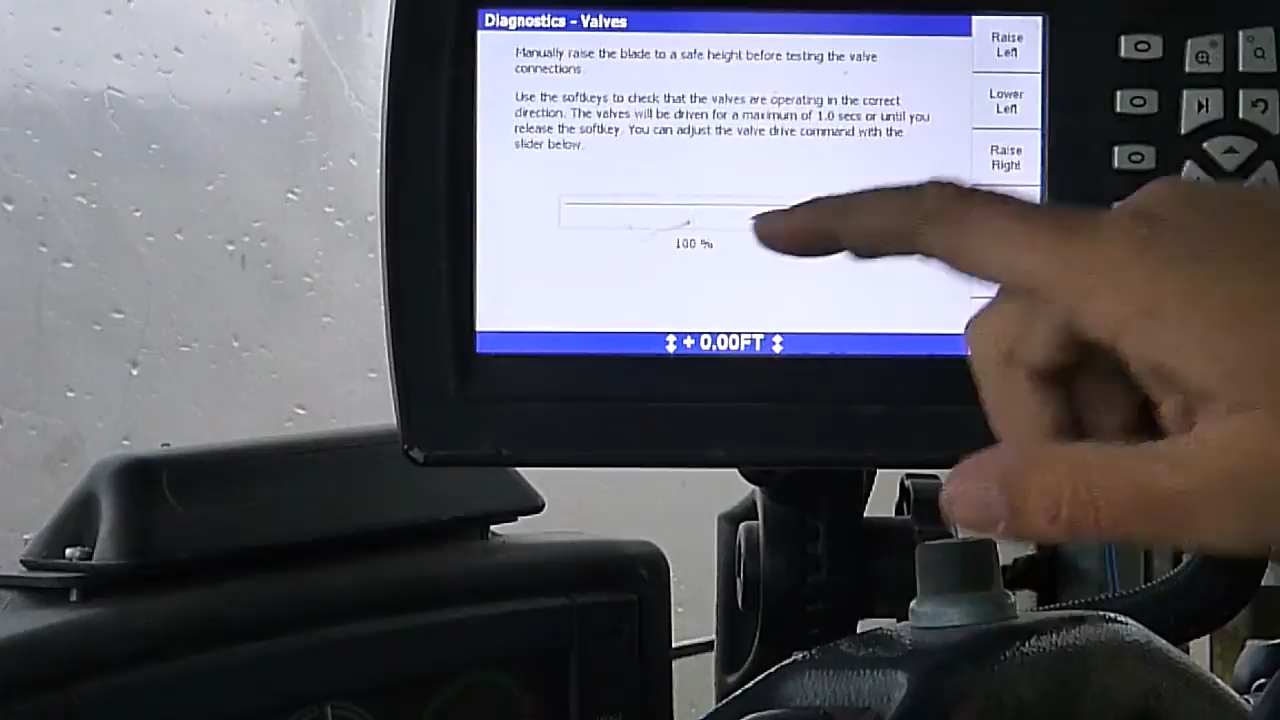 Diagnostics - Valves
Manually raise the blade to a safe height before testing the valve
connections.
Use the softkeys to check that the valves are operating in the correct
direction. The valves will be driven for a maximum of 1.0 secs or until you
release the softkey. You can adjust the valve drive command with the
slider below.
100 %
+ 0.00FT
Raise
Left
Lower
Left
Raise
Right